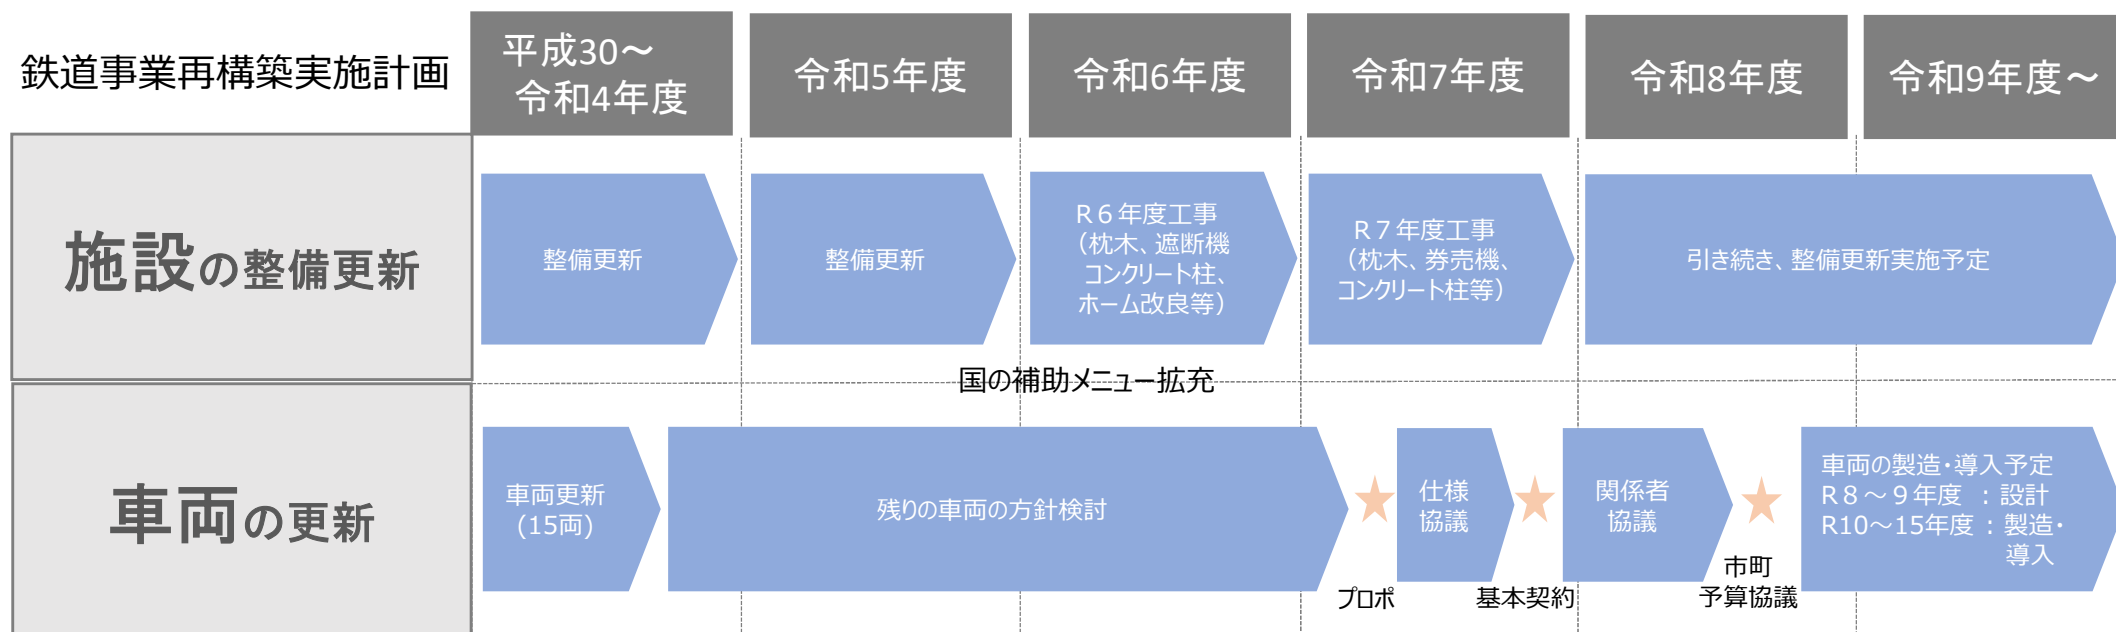 鉄道事業再構築実施計画
平成30～
令和4年度
令和5年度
令和6年度
令和7年度
令和8年度
令和9年度～
施設の整備更新
整備更新
整備更新
R６年度工事
（枕木、遮断機
コンクリート柱、
ホーム改良等）
R７年度工事
（枕木、券売機、
コンクリート柱等）
引き続き、整備更新実施予定
国の補助メニュー拡充
車両の更新
車両更新
(15両)
残りの車両の方針検討
プロポ
仕様
協議
基本契約
関係者
協議
市町
予算協議
車両の製造・導入予定
R８～９年度 ：設計
R10～15年度：製造・
導入